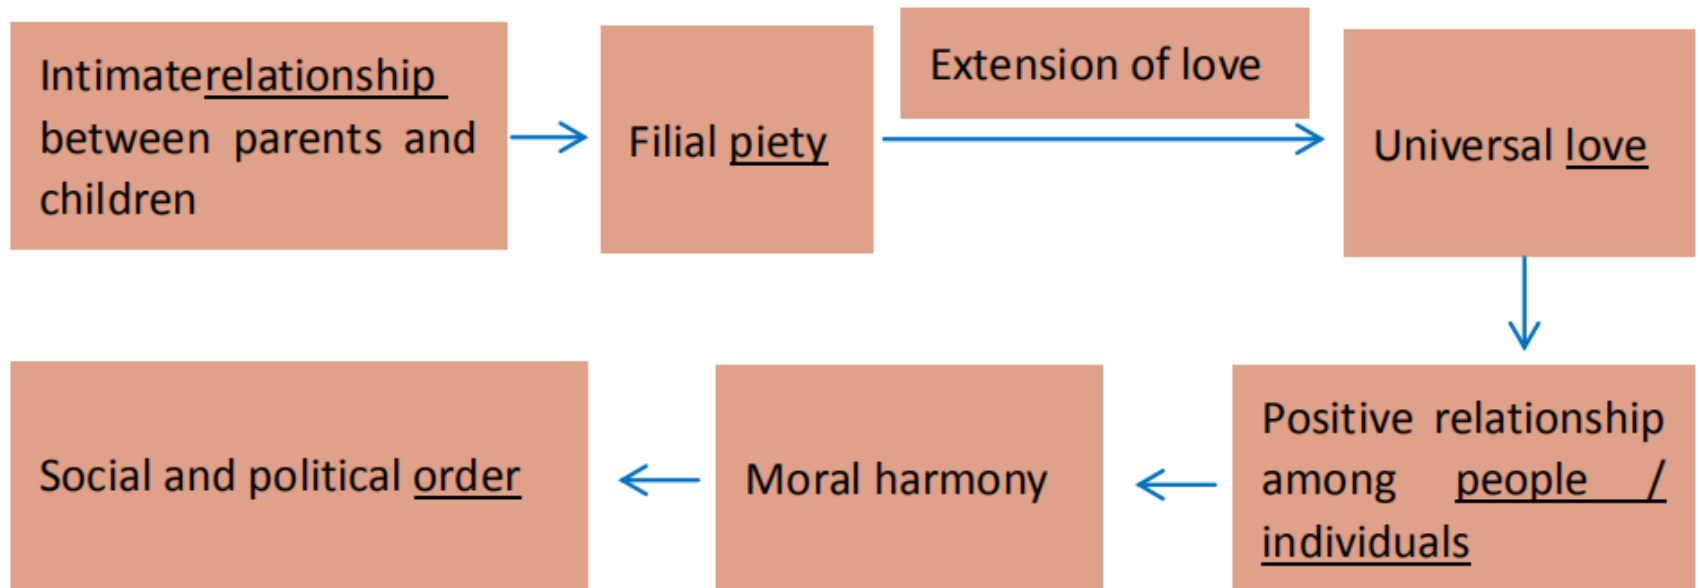 Intimaterelationship
between parents and
children
Filial piety
Extension of love
Universal love
Positive relationship
among people /
individuals
Moral harmony
Social and political order